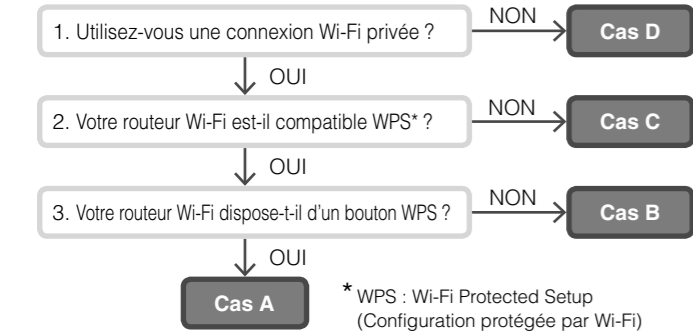 1. Utilisez-vous une connexion Wi-Fi privée ?
NON
Cas D
OUI
2. Votre routeur Wi-Fi est-il compatible WPS* ?
NON
Cas C
OUI
3. Votre routeur Wi-Fi dispose-t-il d'un bouton WPS ?
NON
Cas B
OUI
Cas A
* WPS : Wi-Fi Protected Setup
(Configuration protégée par Wi-Fi)